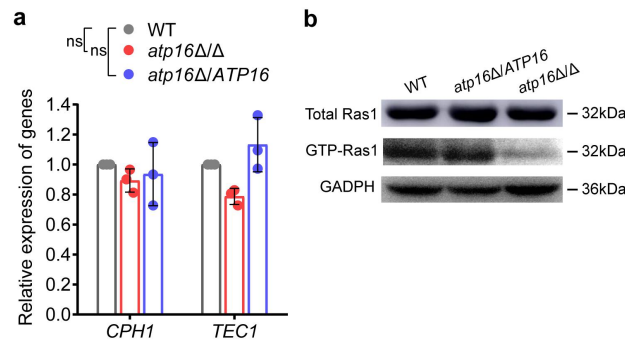 a
ns
ns
WT
atp16Δ/Δ
atp16Δ/ATP16
Relative expression of genes
1.4
1.2
1.0
0.8
0.6
0.4
0.2
0.0
CPH1
TEC1
b
WT
atp16Δ/ATP16
atp16Δ/Δ
Total Ras1
32kDa
GTP-Ras1
32kDa
GADPH
36kDa